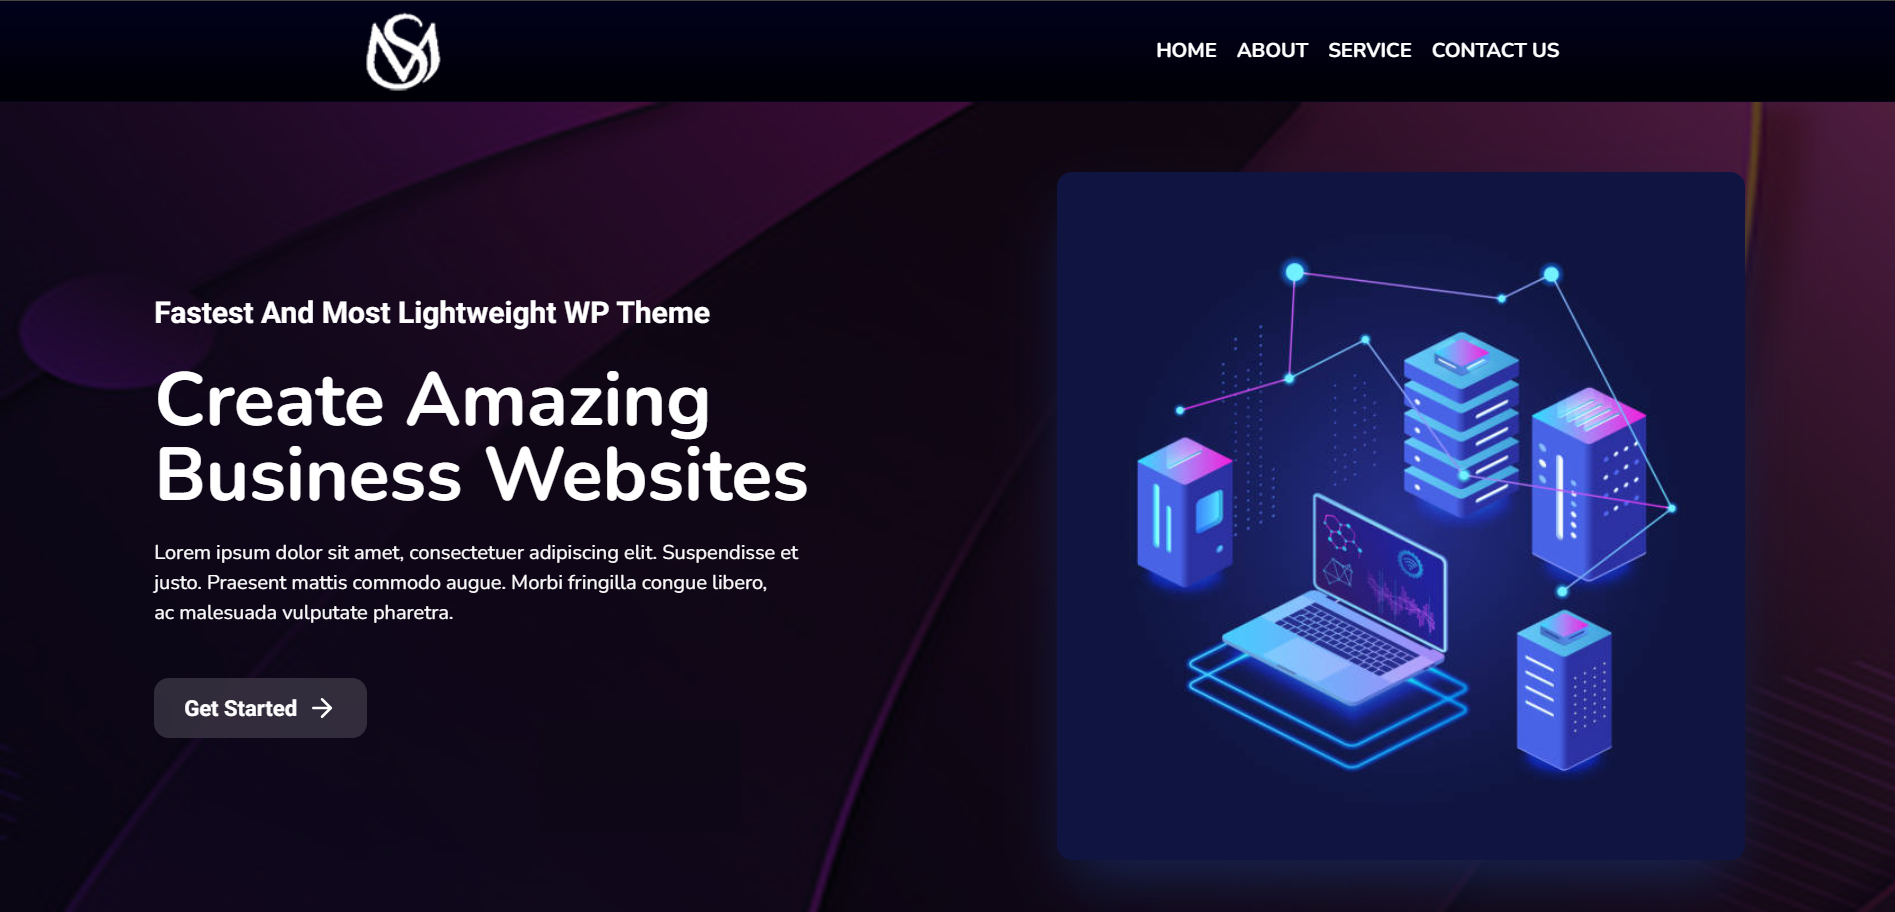 HOME ABOUT SERVICE CONTACT US
Fastest And Most Lightweight WP Theme
Create Amazing
Business Websites
Lorem ipsum dolor sit amet, consectetuer adipiscing elit. Suspendisse et
justo. Praesent mattis commodo augue. Morbi fringilla congue libero,
ac malesuada vulputate pharetra.
Get Started